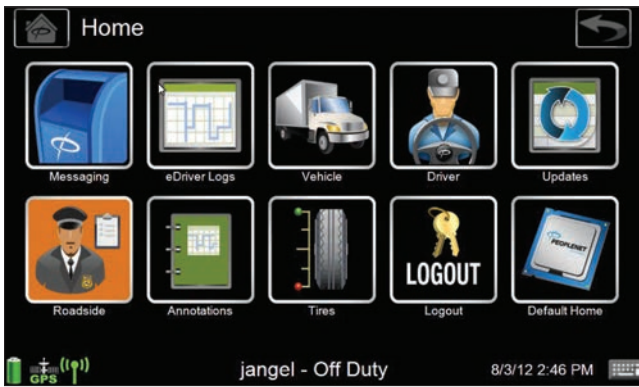 Home
Messaging
eDriver Logs
Vehicle
Driver
Updates
LOGOUT
PEOPLENET
Roadside
Annotations
Tires
Logout
Default Home
GPS
jangel - Off Duty
8/3/12 2:46 PM